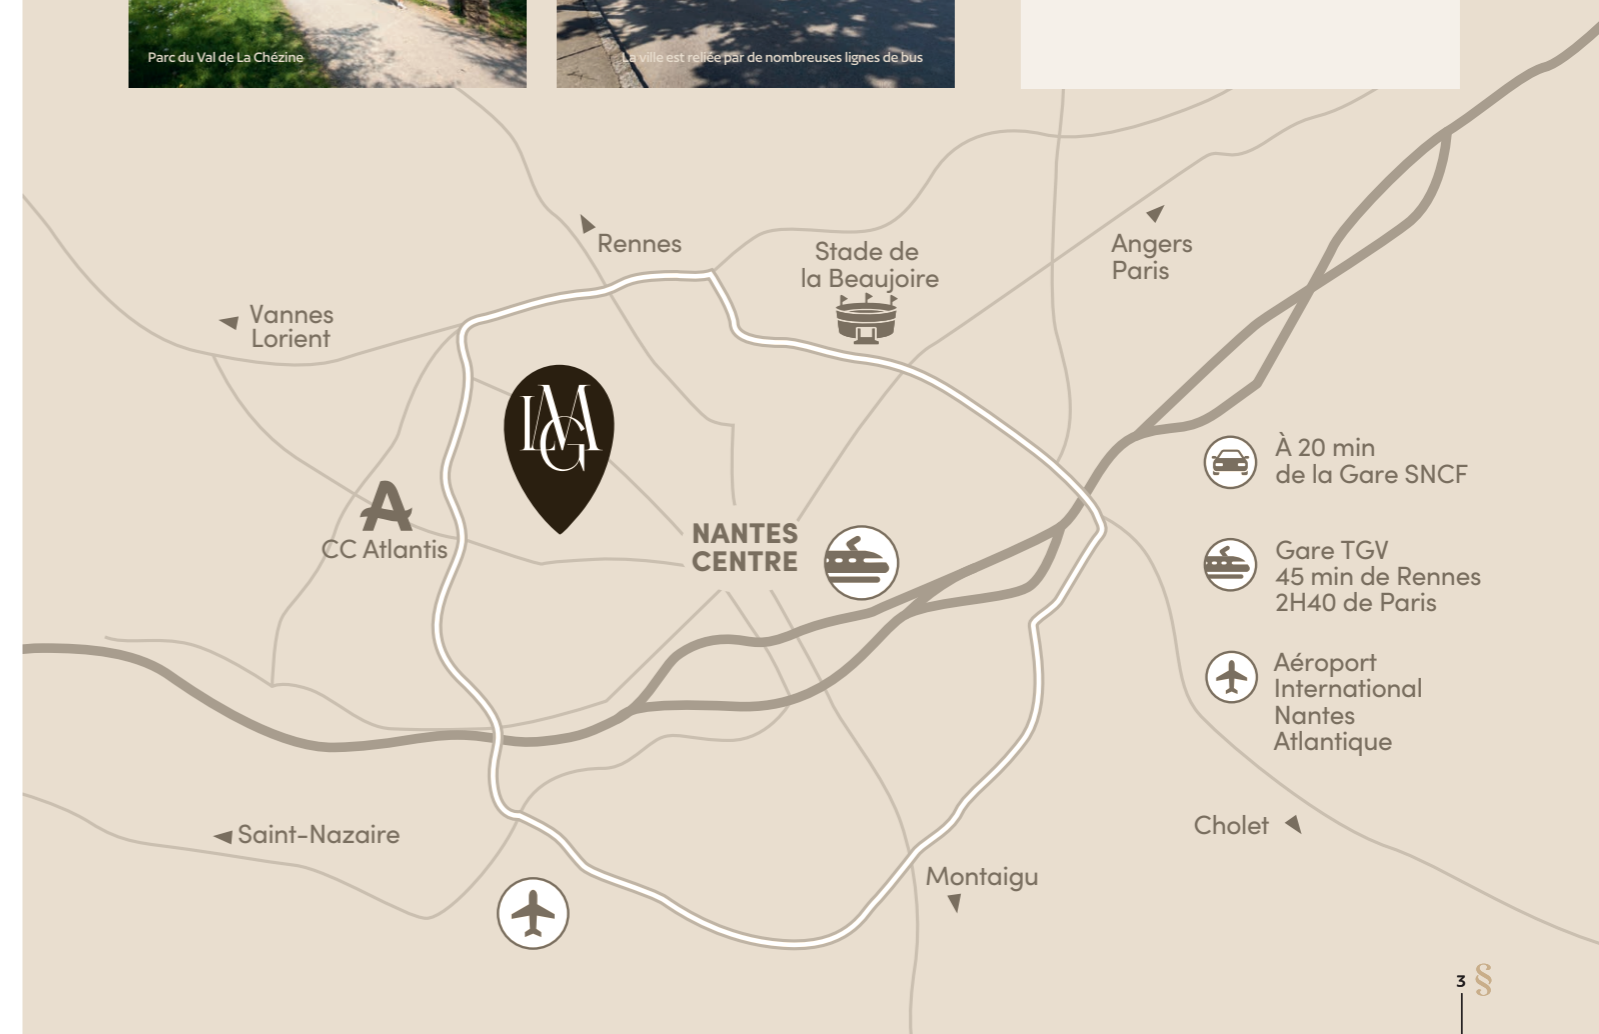 Parc du Val de La Chézine
La ville est reliée par de nombreuses lignes de bus
Rennes
Stade de
la Beaujoire
Angers
Paris
Vannes
Lorient
LMG
À 20 min
de la Gare SNCF
CC Atlantis
NANTES
CENTRE
Gare TGV
45 min de Rennes
2H40 de Paris
Aéroport
International
Nantes
Atlantique
Saint-Nazaire
Cholet
Montaigu
3 §